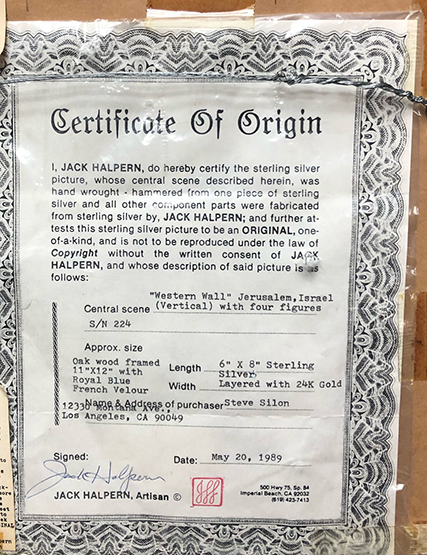 Certificate Of Origin
I, JACK HALPERN, do hereby certify the sterling silver
picture, whose central scene described herein, was
hand wrought - hammered from one piece of sterling
silver and all other component parts were fabricated
from sterling silver by, JACK HALPERN; and further at-
tests this sterling silver picture to be an ORIGINAL, one-
of-a-kind, and is not to be reproduced under the law of
Copyright without the written consent of JACK
HALPERN, and whose description of said picture is as
follows:
"Western Wall" Jerusalem,Israel
Central scene (Vertical) with four figures
S/N 224
Approx. size
Oak wood framed Length 6" X 8" Sterling
11"X12" with Silver
Royal Blue Width Layered with 24K Gold
French Velour
Name & Address of purchaser Steve Silon
12330 Montana Ave.,
Los Angeles, CA 90049
Signed: Date: May 20, 1989
Jack Halpern
JACK HALPERN, Artisan ©
500 Hwy 75, Sp. 84
Imperial Beach, CA 92032
(619) 423-7413